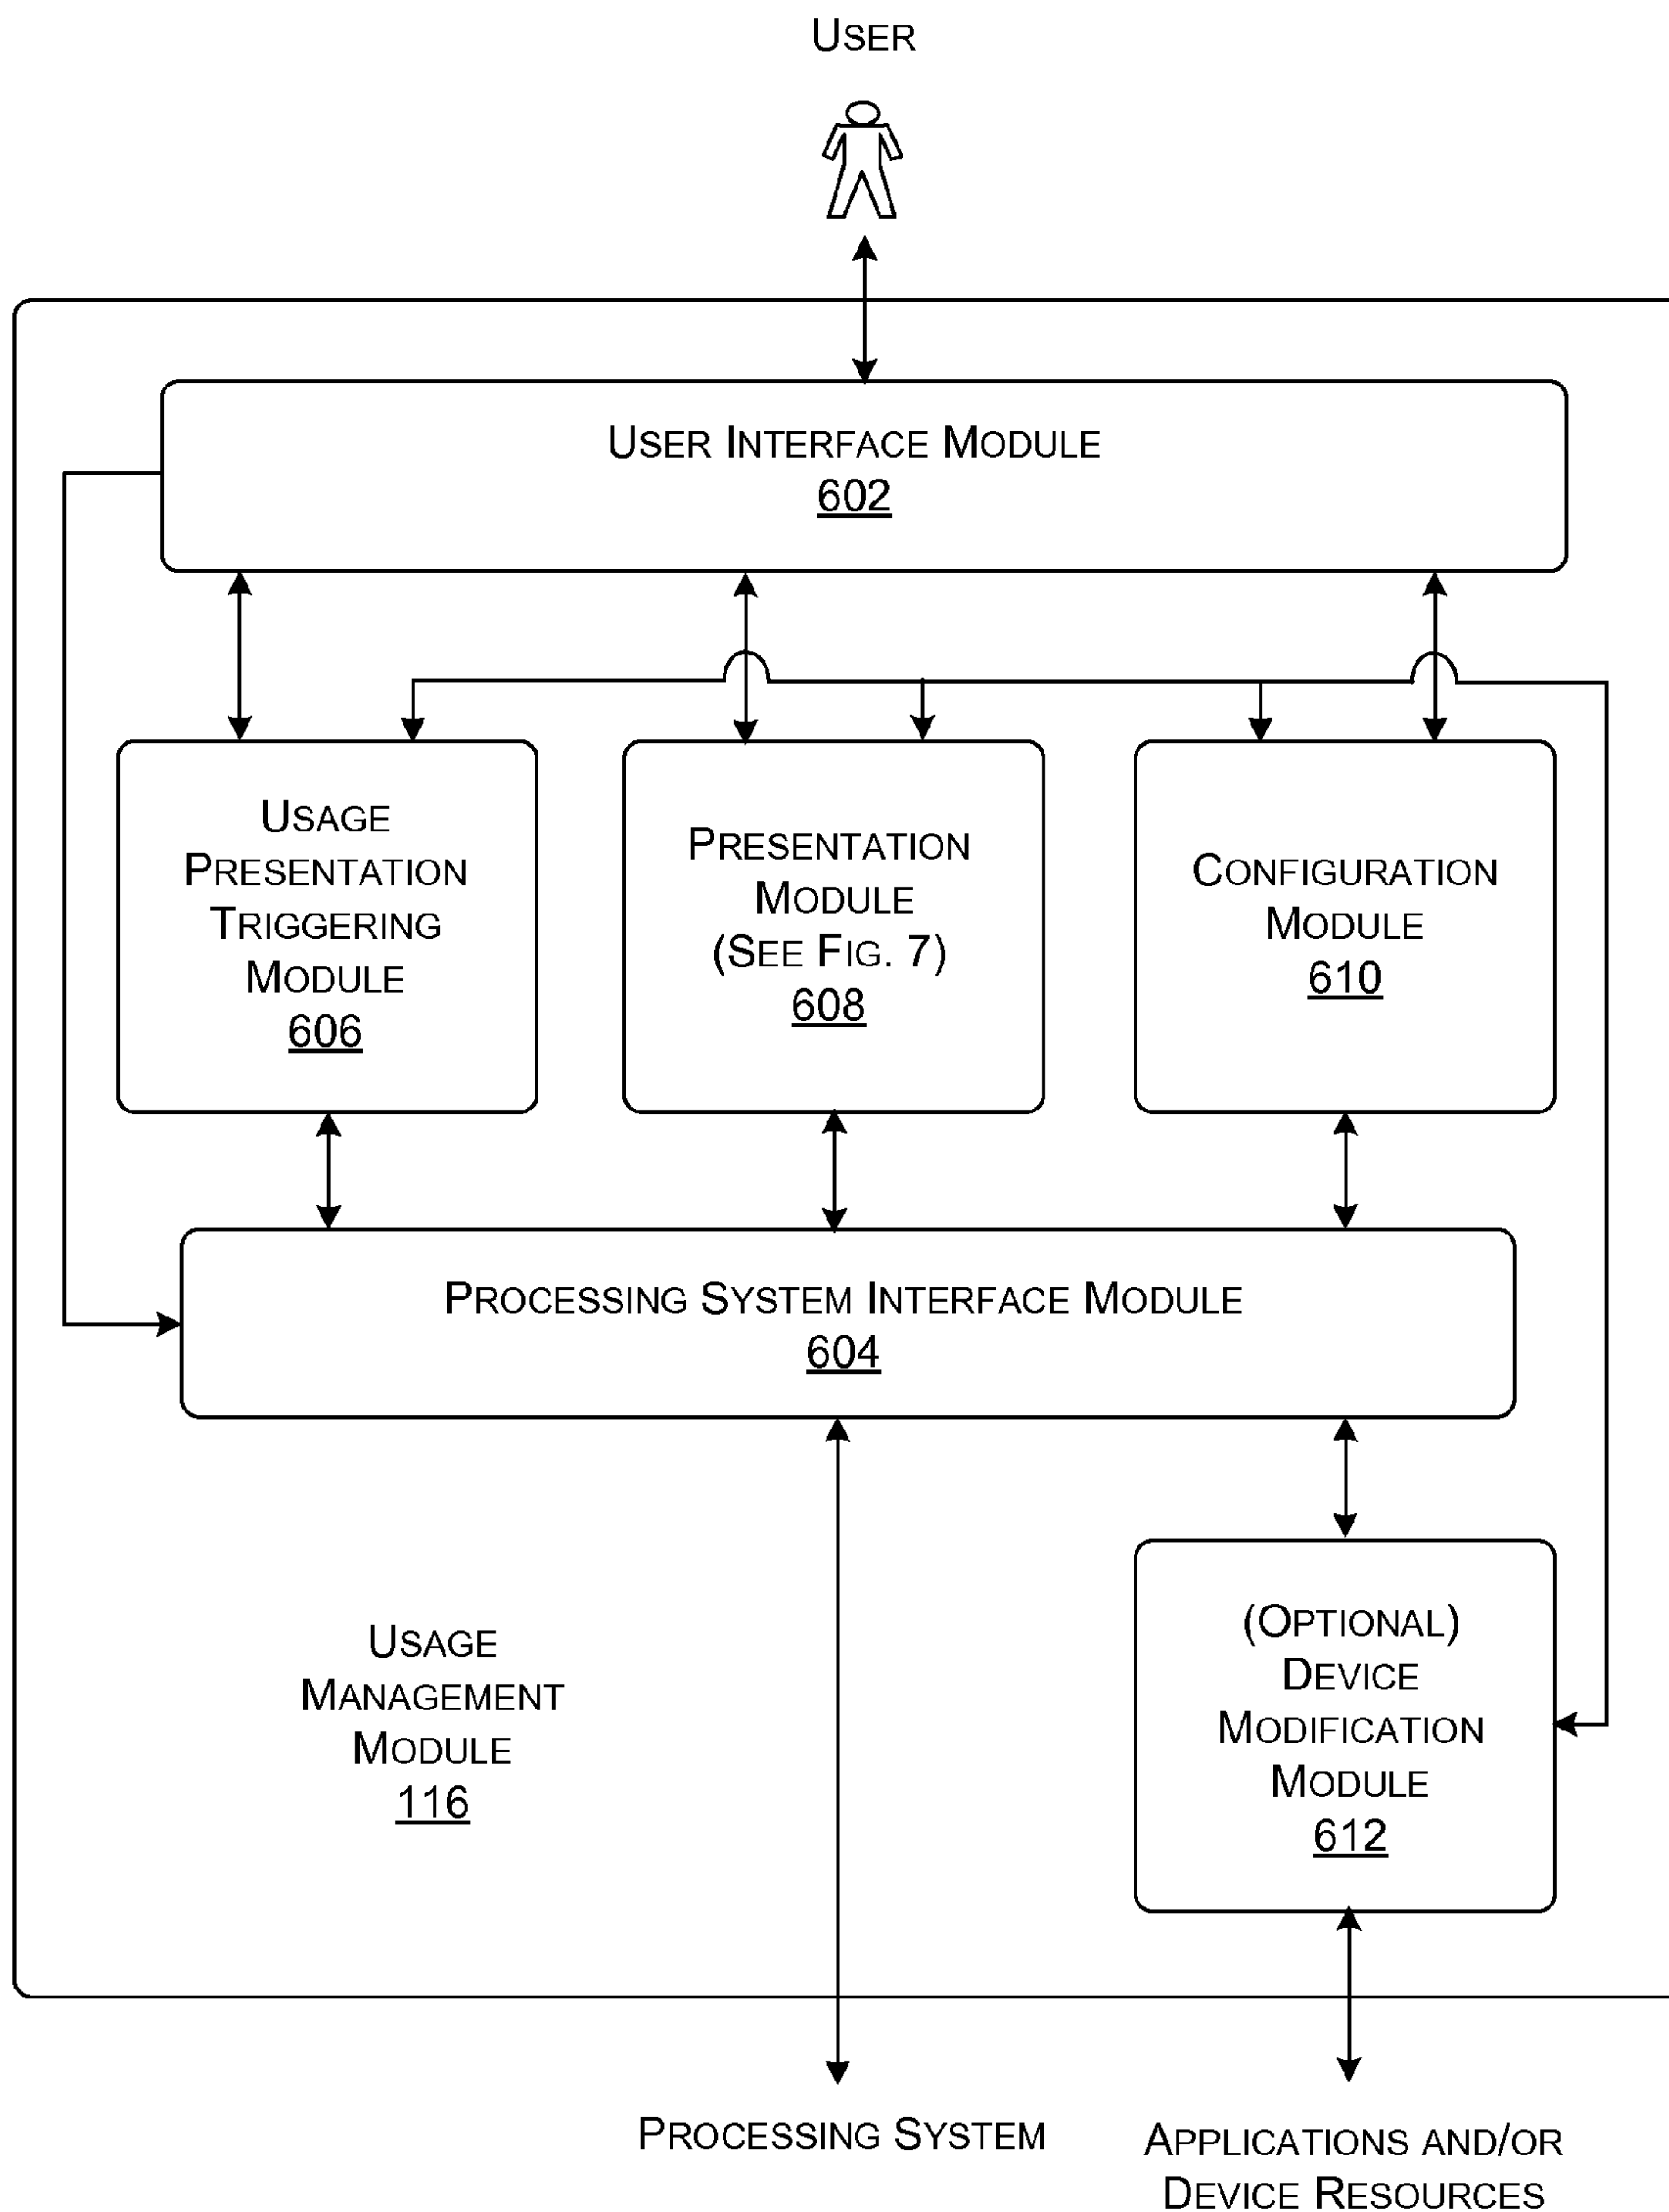 USER
USER INTERFACE MODULE
602
USAGE
PRESENTATION
TRIGGERING
MODULE
606
PRESENTATION
MODULE
(SEE FIG. 7)
608
CONFIGURATION
MODULE
610
PROCESSING SYSTEM INTERFACE MODULE
604
USAGE
MANAGEMENT
MODULE
116
(OPTIONAL)
DEVICE
MODIFICATION
MODULE
612
PROCESSING SYSTEM
APPLICATIONS AND/OR
DEVICE RESOURCES